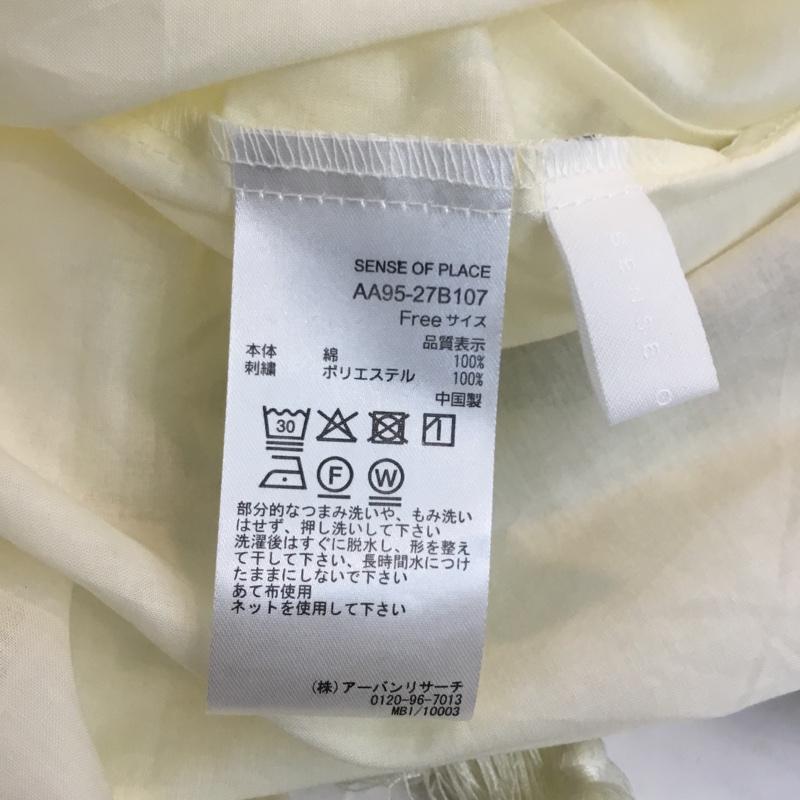 SENSE OF PLACE
AA95-27B107
Free サイズ
品質表示
本体 綿 100%
刺繍 ポリエステル 100%
中国製
30
F W
部分的なつまみ洗いや、もみ洗い
はせず、押し洗いして下さい
洗濯後はすぐに脱水し、形を整え
て干して下さい、長時間水につけ
たままにしないで下さい
あて布使用
ネットを使用して下さい
(株)アーバンリサーチ
0120-96-7013
MBI/10003
SENSE O